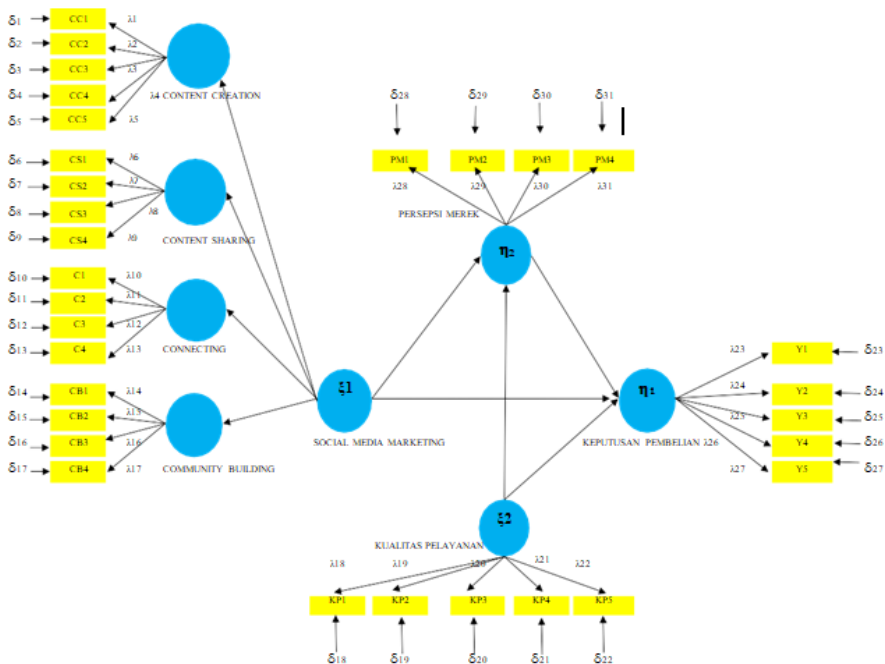 δ1 CC1 λ1
δ2 CC2 λ2
δ3 CC3 λ3
δ4 CC4 λ4 CONTENT CREATION
δ5 CC5 λ5
δ6 CS1 λ6
δ7 CS2 λ7
δ8 CS3 λ8
δ9 CS4 λ9 CONTENT SHARING
δ10 C1 λ10
δ11 C2 λ11
δ12 C3 λ12
δ13 C4 λ13 CONNECTING
δ14 CB1 λ14
δ15 CB2 λ15
δ16 CB3 λ16
δ17 CB4 λ17 COMMUNITY BUILDING
δ28 δ29 δ30 δ31
PM1 PM2 PM3 PM4
λ28 λ29 λ30 λ31
PERSEPSI MEREK
η2
ξ1
SOCIAL MEDIA MARKETING
η1
KEPUTUSAN PEMBELIAN λ26
λ23 Y1 δ23
λ24 Y2 δ24
λ25 Y3 δ25
Y4 δ26
λ27 Y5 δ27
ξ2
KUALITAS PELAYANAN
λ18 λ19 λ20 λ21 λ22
KP1 KP2 KP3 KP4 KP5
δ18 δ19 δ20 δ21 δ22